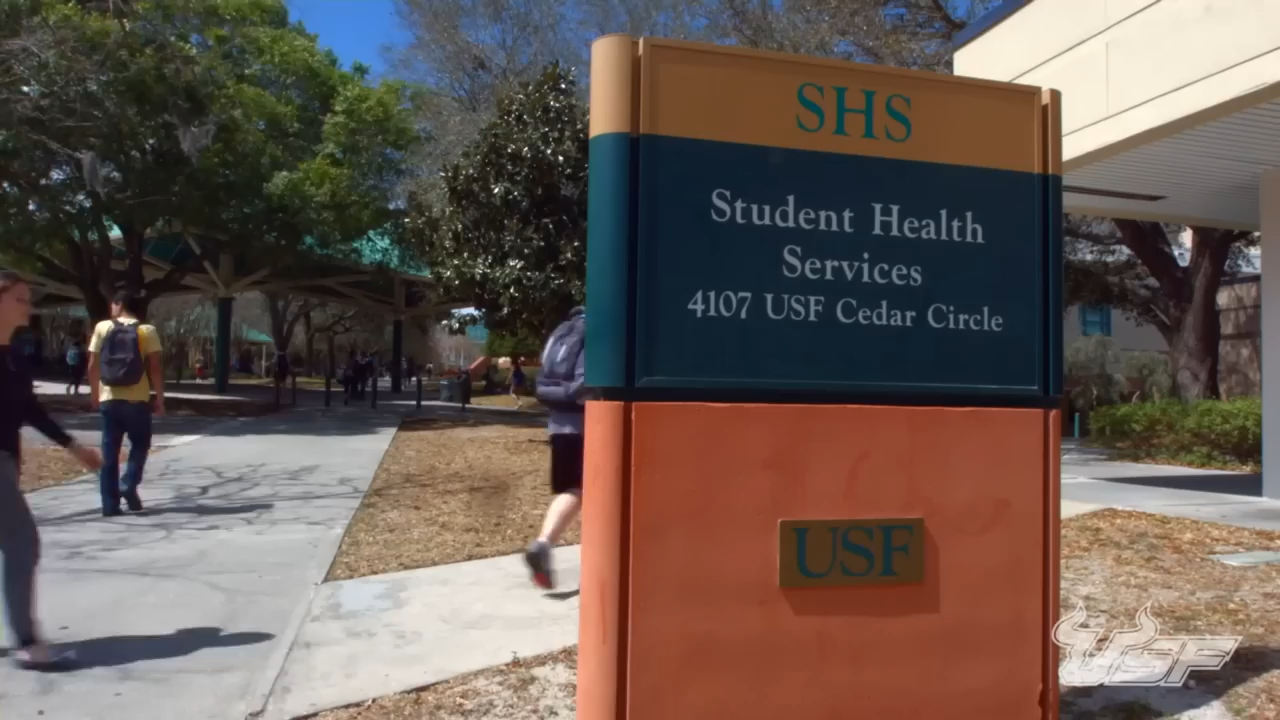 SHS
Student Health
Services
4107 USF Cedar Circle
USF
USF